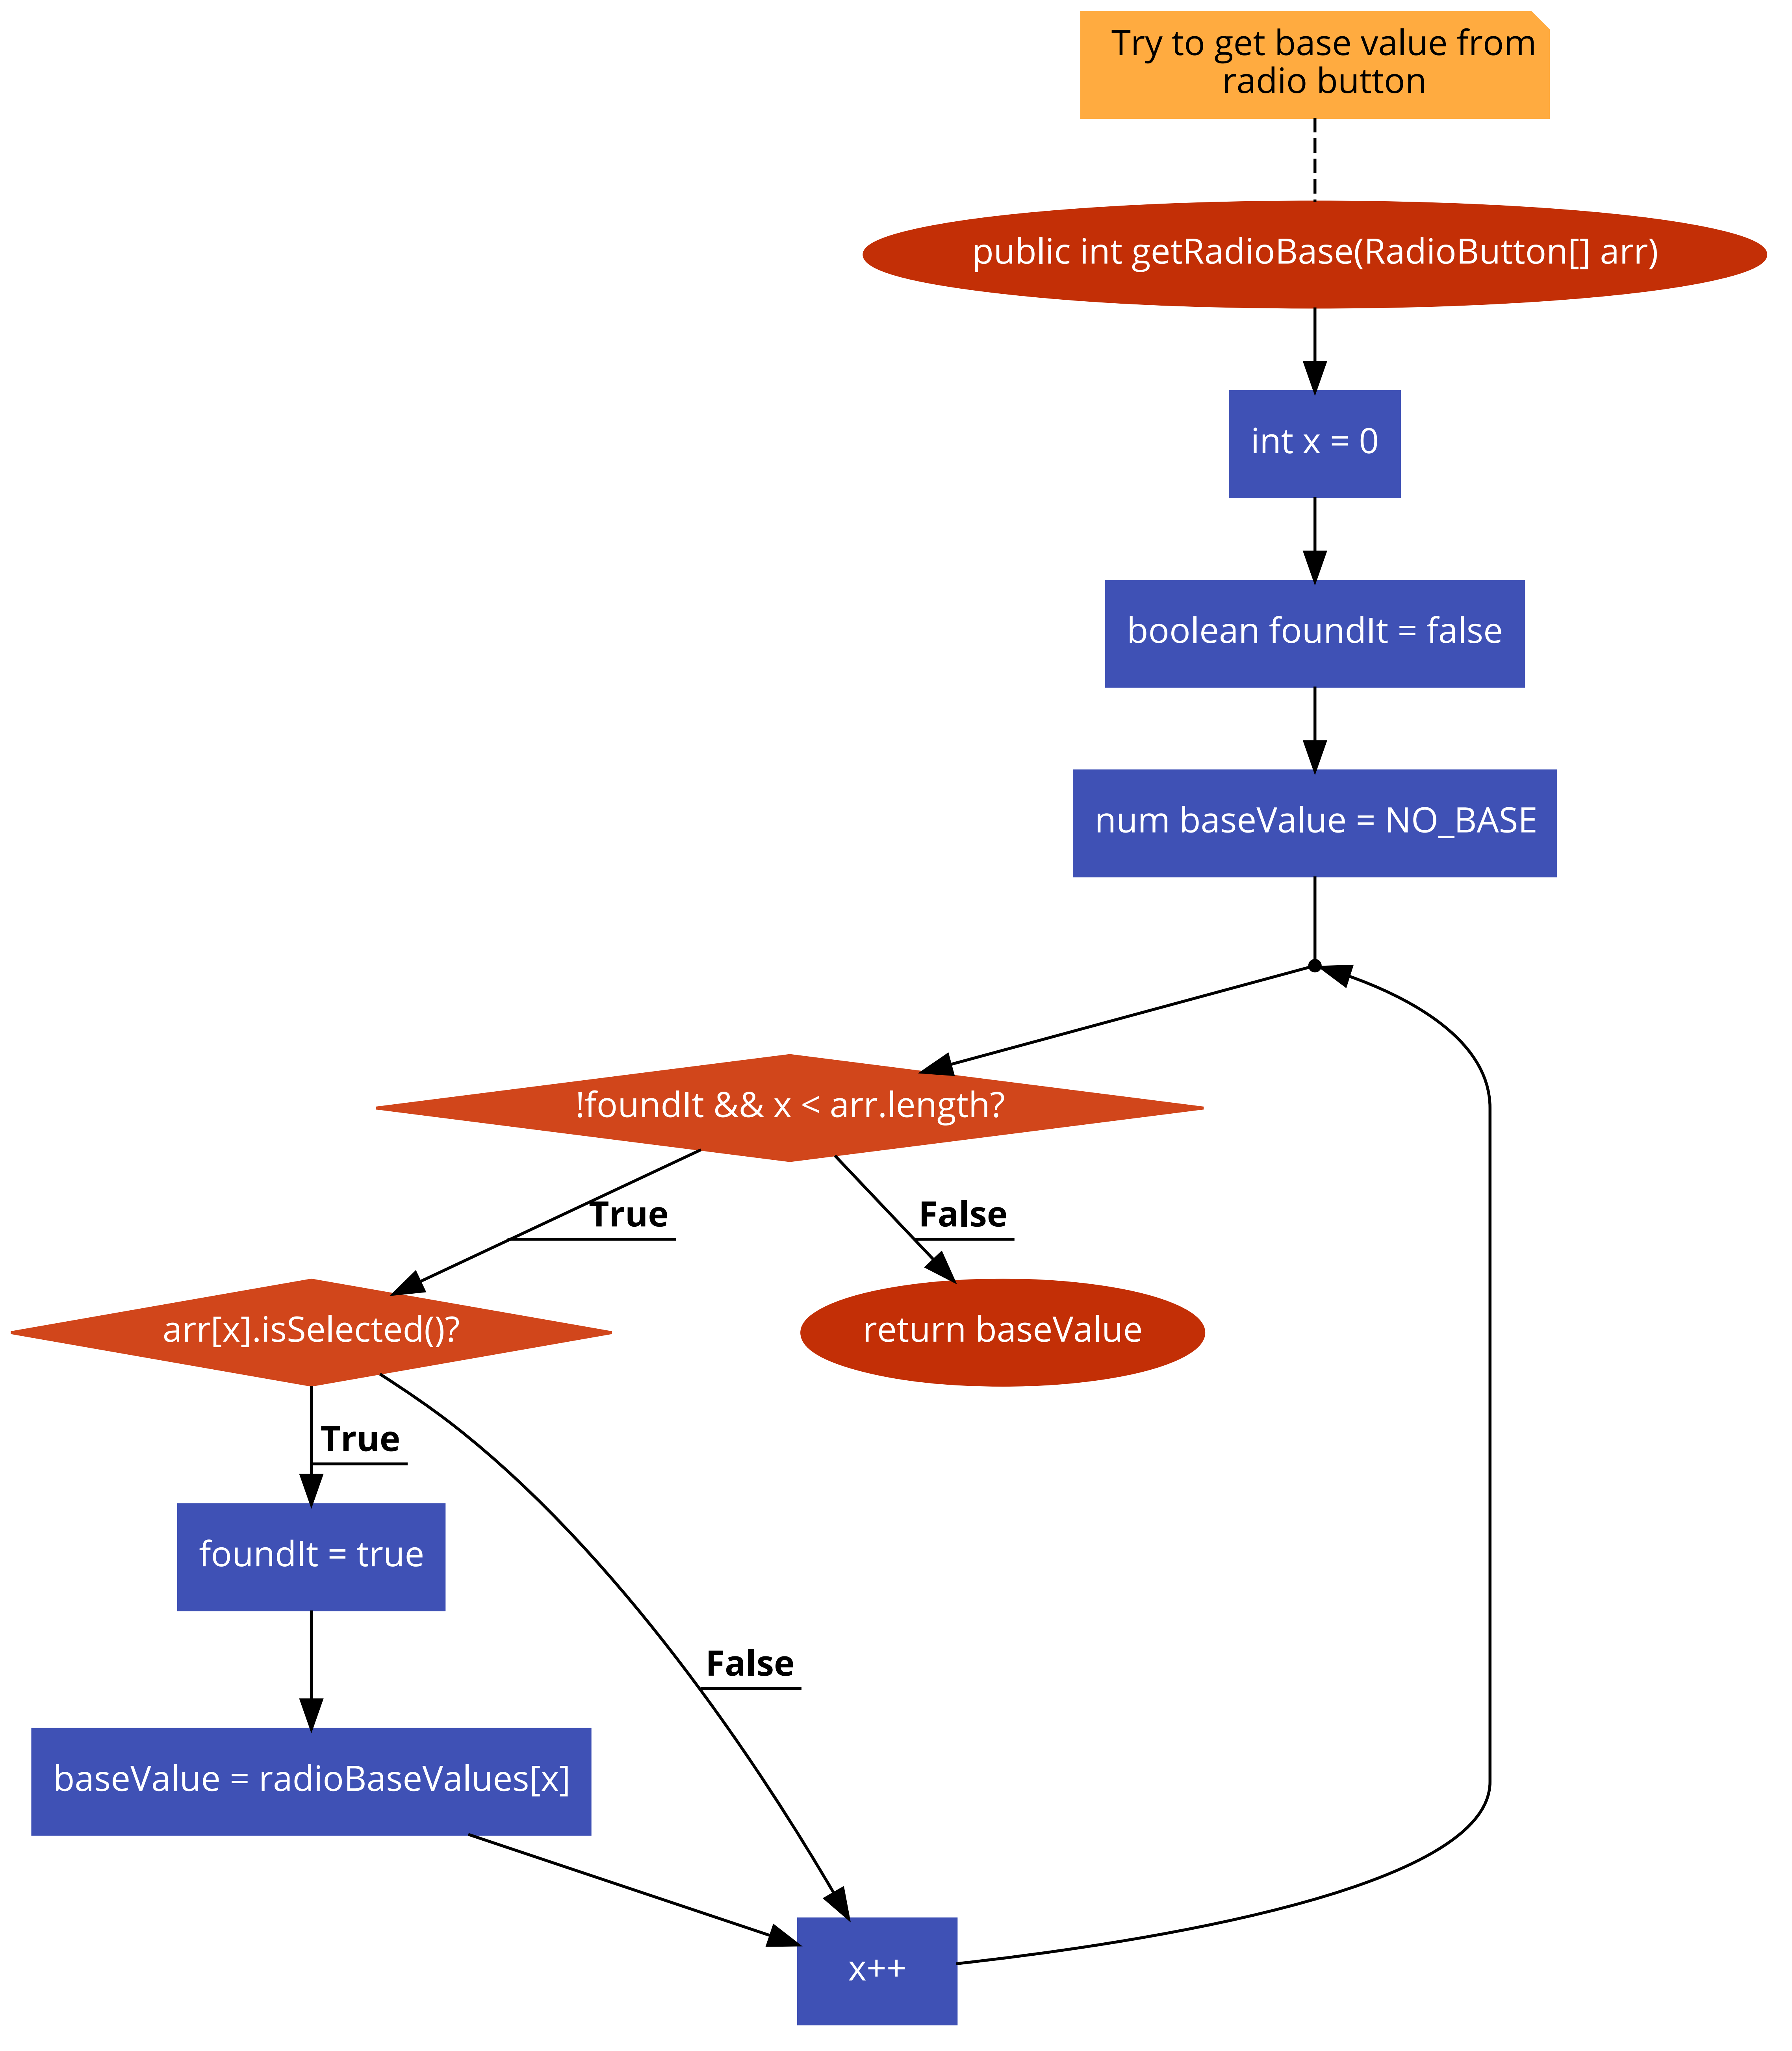 Try to get base value from
radio button
public int getRadioBase(RadioButton[] arr)
int x = 0
boolean foundIt = false
num baseValue = NO_BASE
!foundIt && x < arr.length?
True
False
arr[x].isSelected()?
return baseValue
True
foundIt = true
False
baseValue = radioBaseValues[x]
x++